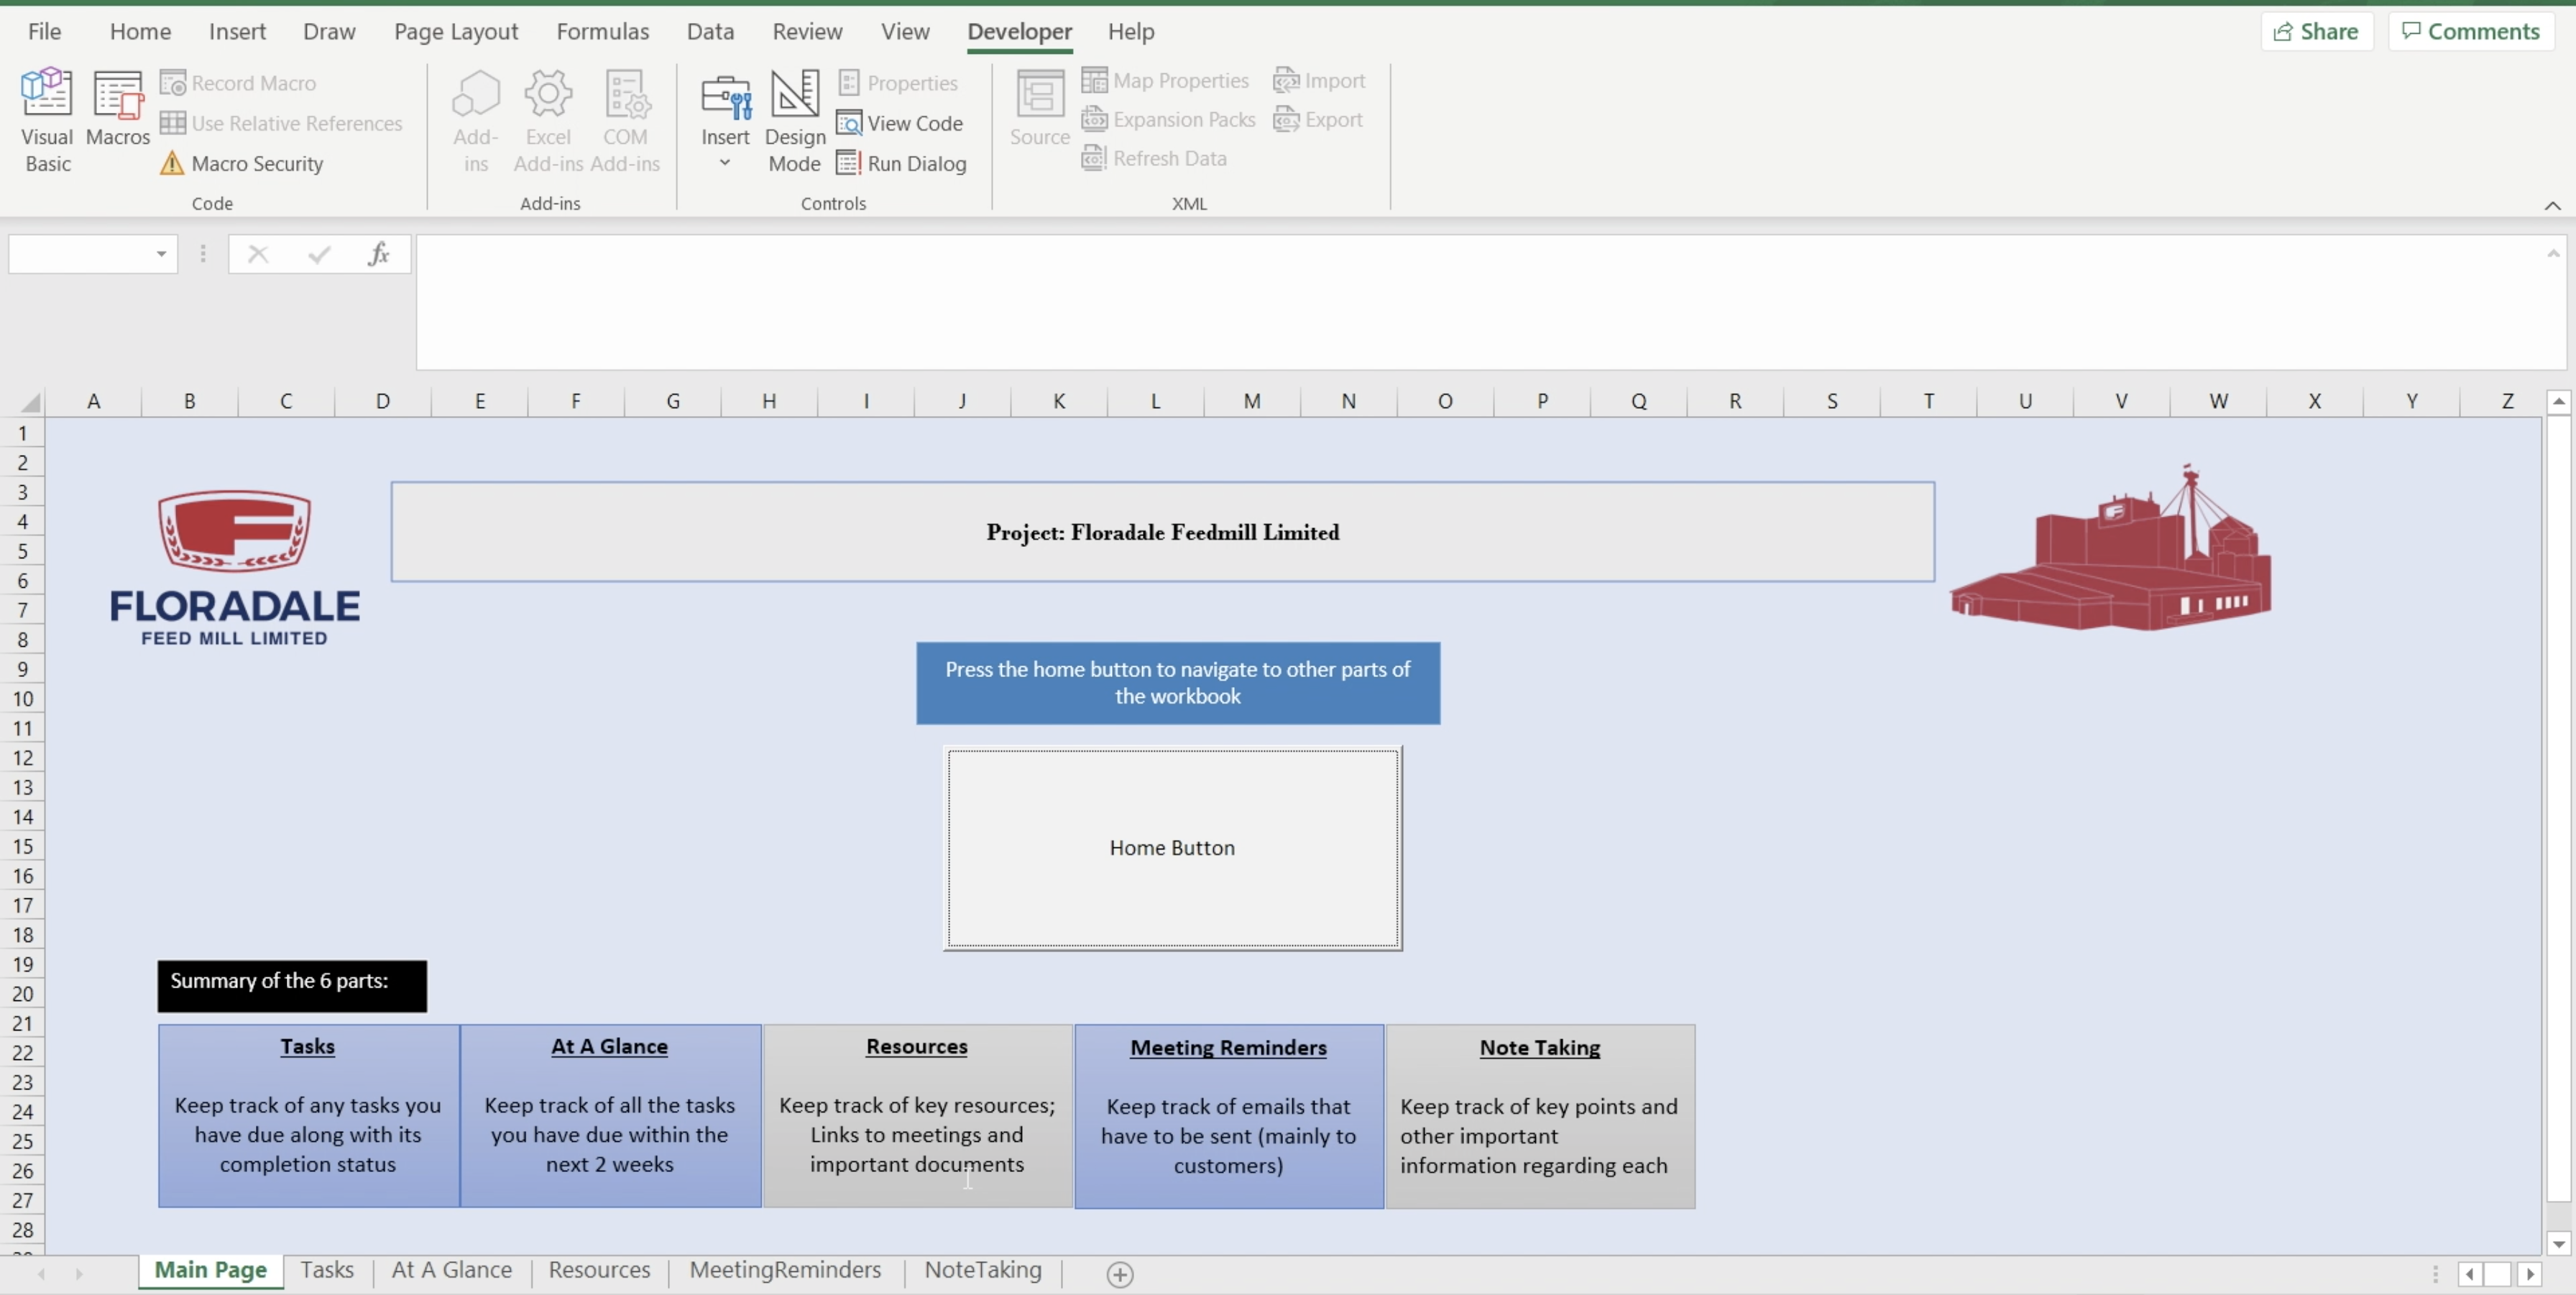 File Home Insert Draw Page Layout Formulas Data Review View Developer Help Share Comments
Visual Basic
Macros
Record Macro
Use Relative References
Macro Security
Code
Add-ins
Excel Add-ins
COM Add-ins
Add-ins
Insert
Design Mode
Properties
View Code
Run Dialog
Controls
Source
Map Properties
Expansion Packs
Refresh Data
Import
Export
XML
fx
A B C D E F G H I J K L M N O P Q R S T U V W X Y Z
1
2
3
4
5
6
7
8
9
10
11
12
13
14
15
16
17
18
19
20
21
22
23
24
25
26
27
28
F
FLORADALE
FEED MILL LIMITED
Project: Floradale Feedmill Limited
F
Press the home button to navigate to other parts of
the workbook
Home Button
Summary of the 6 parts:
Tasks
Keep track of any tasks you
have due along with its
completion status
At A Glance
Keep track of all the tasks
you have due within the
next 2 weeks
Resources
Keep track of key resources;
Links to meetings and
important documents
Meeting Reminders
Keep track of emails that
have to be sent (mainly to
customers)
Note Taking
Keep track of key points and
other important
information regarding each
Main Page Tasks At A Glance Resources MeetingReminders NoteTaking